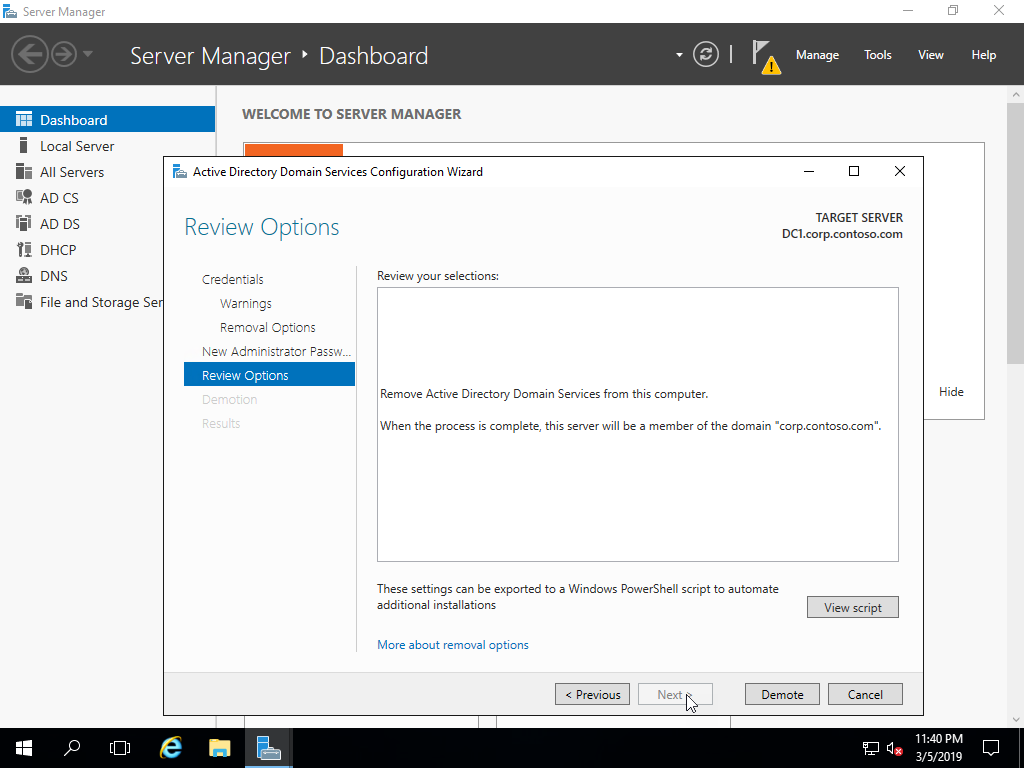 Server Manager
Server Manager ‣ Dashboard
Manage
Tools
View
Help
Dashboard
Local Server
All Servers
AD CS
AD DS
DHCP
DNS
File and Storage Ser
WELCOME TO SERVER MANAGER
Hide
Active Directory Domain Services Configuration Wizard
Review Options
TARGET SERVER
DC1.corp.contoso.com
Credentials
Warnings
Removal Options
New Administrator Passw...
Review Options
Demotion
Results
Review your selections:
Remove Active Directory Domain Services from this computer.
When the process is complete, this server will be a member of the domain "corp.contoso.com".
These settings can be exported to a Windows PowerShell script to automate
additional installations
View script
More about removal options
< Previous
Next >
Demote
Cancel
11:40 PM
3/5/2019